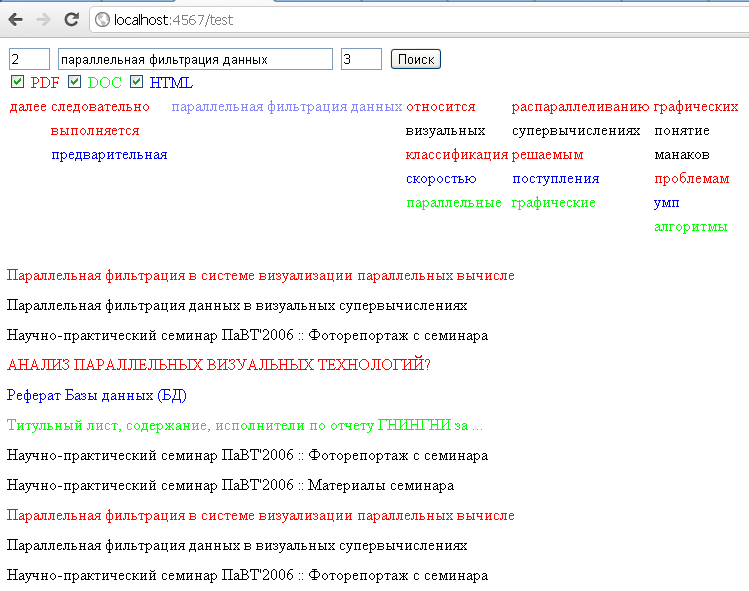 localhost:4567/test
2 параллельная фильтрация данных 3 Поиск
PDF DOC HTML
далее следовательно параллельная фильтрация данных относится распараллеливанию графических
выполняется визуальных супервычислениях понятие
предварительная классификация решаемым манаков
скоростью поступления проблемам
параллельные графические умп
алгоритмы
Параллельная фильтрация в системе визуализации параллельных вычисле
Параллельная фильтрация данных в визуальных супервычислениях
Научно-практический семинар ПаВТ'2006 :: Фоторепортаж с семинара
АНАЛИЗ ПАРАЛЛЕЛЬНЫХ ВИЗУАЛЬНЫХ ТЕХНОЛОГИЙ?
Реферат Базы данных (БД)
Титульный лист, содержание, исполнители по отчету ГНИНГНИ за ...
Научно-практический семинар ПаВТ'2006 :: Фоторепортаж с семинара
Научно-практический семинар ПаВТ'2006 :: Материалы семинара
Параллельная фильтрация в системе визуализации параллельных вычисле
Параллельная фильтрация данных в визуальных супервычислениях
Научно-практический семинар ПаВТ'2006 :: Фоторепортаж с семинара